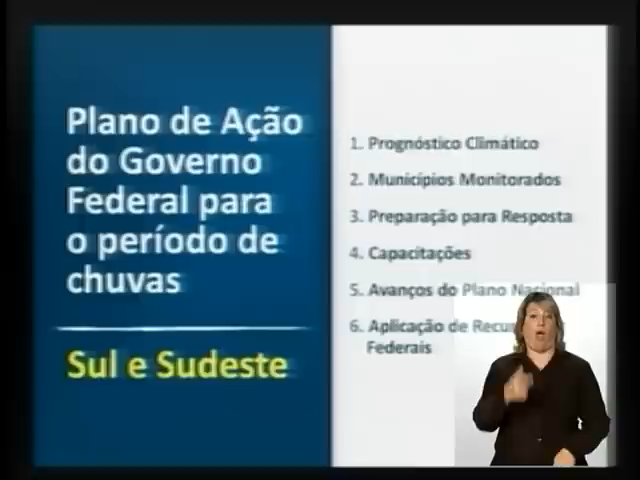 Plano de Ação
do Governo
Federal para
o período de
chuvas
Sul e Sudeste
1. Prognóstico Climático
2. Municípios Monitorados
3. Preparação para Resposta
4. Capacitações
5. Avanços do Plano Nacional
6. Aplicação de
Federais